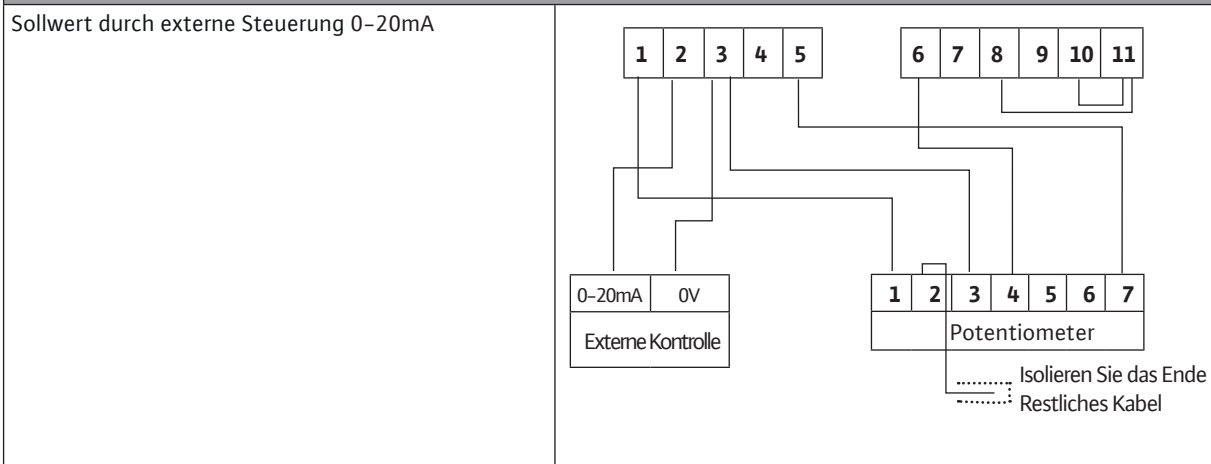 Sollwert durch externe Steuerung 0–20mA
1 2 3 4 5 6 7 8 9 10 11
0–20mA 0V
Externe Kontrolle
1 2 3 4 5 6 7
Potentiometer
Isolieren Sie das Ende
Restliches Kabel